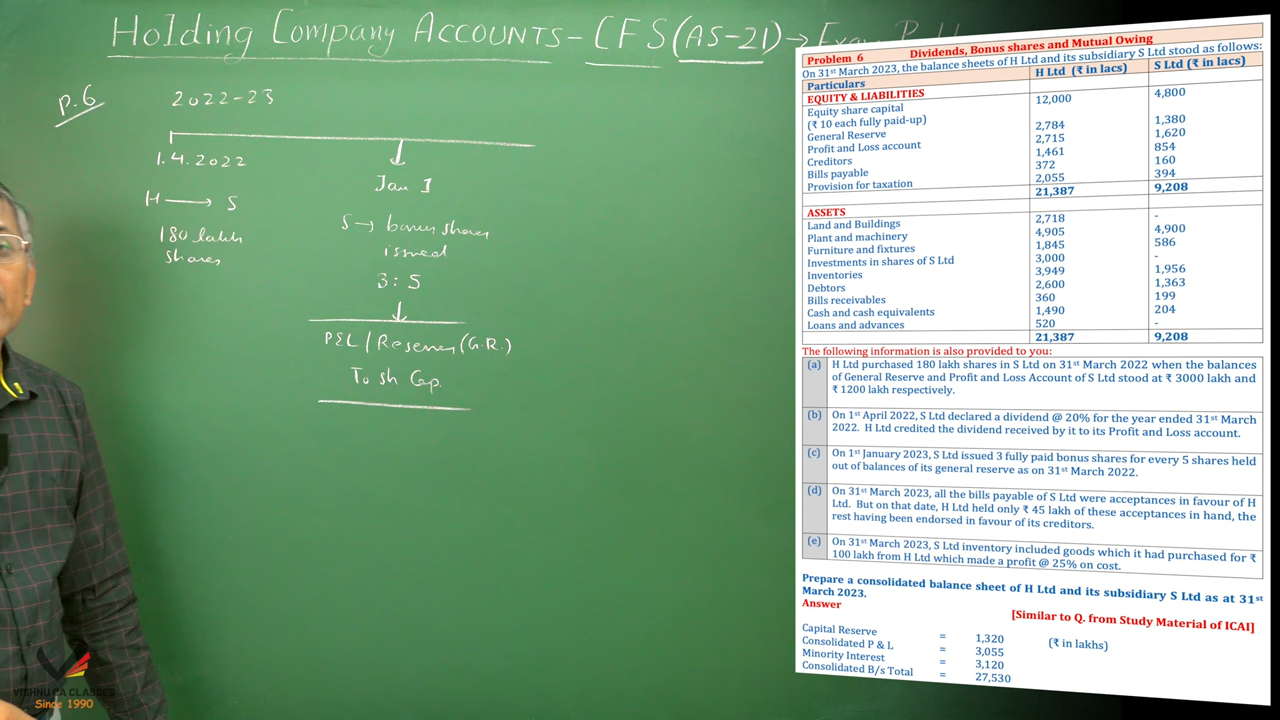 Holding Company Accounts - CFS (AS-21) → Exam
P.6
2022-23
1.4.2022
H → S
180 lakh
shares
Jan 1
S → bonus shares
issued
3:5
P&L/Reserve (G.R.)
To Sh Cap.
VISHNU CA CLASSES
Since 1990
Problem 6 Dividends, Bonus shares and Mutual Owing
On 31st March 2023, the balance sheets of H Ltd and its subsidiary S Ltd stood as follows:
Particulars H Ltd (₹ in lacs) S Ltd (₹ in lacs)
EQUITY & LIABILITIES
Equity share capital 12,000 4,800
(₹ 10 each fully paid-up)
General Reserve 2,784 1,380
Profit and Loss account 2,715 1,620
Creditors 1,461 854
Bills payable 372 160
Provision for taxation 2,055 394
21,387 9,208
ASSETS
Land and Buildings 2,718 -
Plant and machinery 4,905 4,900
Furniture and fixtures 1,845 586
Investments in shares of S Ltd 3,000 -
Inventories 3,949 1,956
Debtors 2,600 1,363
Bills receivables 360 199
Cash and cash equivalents 1,490 204
Loans and advances 520 -
21,387 9,208
The following information is also provided to you:
(a) H Ltd purchased 180 lakh shares in S Ltd on 31st March 2022 when the balances
of General Reserve and Profit and Loss Account of S Ltd stood at ₹ 3000 lakh and
₹ 1200 lakh respectively.
(b) On 1st April 2022, S Ltd declared a dividend @ 20% for the year ended 31st March
2022. H Ltd credited the dividend received by it to its Profit and Loss account.
(c) On 1st January 2023, S Ltd issued 3 fully paid bonus shares for every 5 shares held
out of balances of its general reserve as on 31st March 2022.
(d) On 31st March 2023, all the bills payable of S Ltd were acceptances in favour of H
Ltd. But on that date, H Ltd held only ₹ 45 lakh of these acceptances in hand, the
rest having been endorsed in favour of its creditors.
(e) On 31st March 2023, S Ltd inventory included goods which it had purchased for ₹
100 lakh from H Ltd which made a profit @ 25% on cost.
Prepare a consolidated balance sheet of H Ltd and its subsidiary S Ltd as at 31st
March 2023.
Answer [Similar to Q. from Study Material of ICAI]
Capital Reserve = 1,320 (₹ in lakhs)
Consolidated P & L = 3,055
Minority Interest = 3,120
Consolidated B/s Total = 27,530